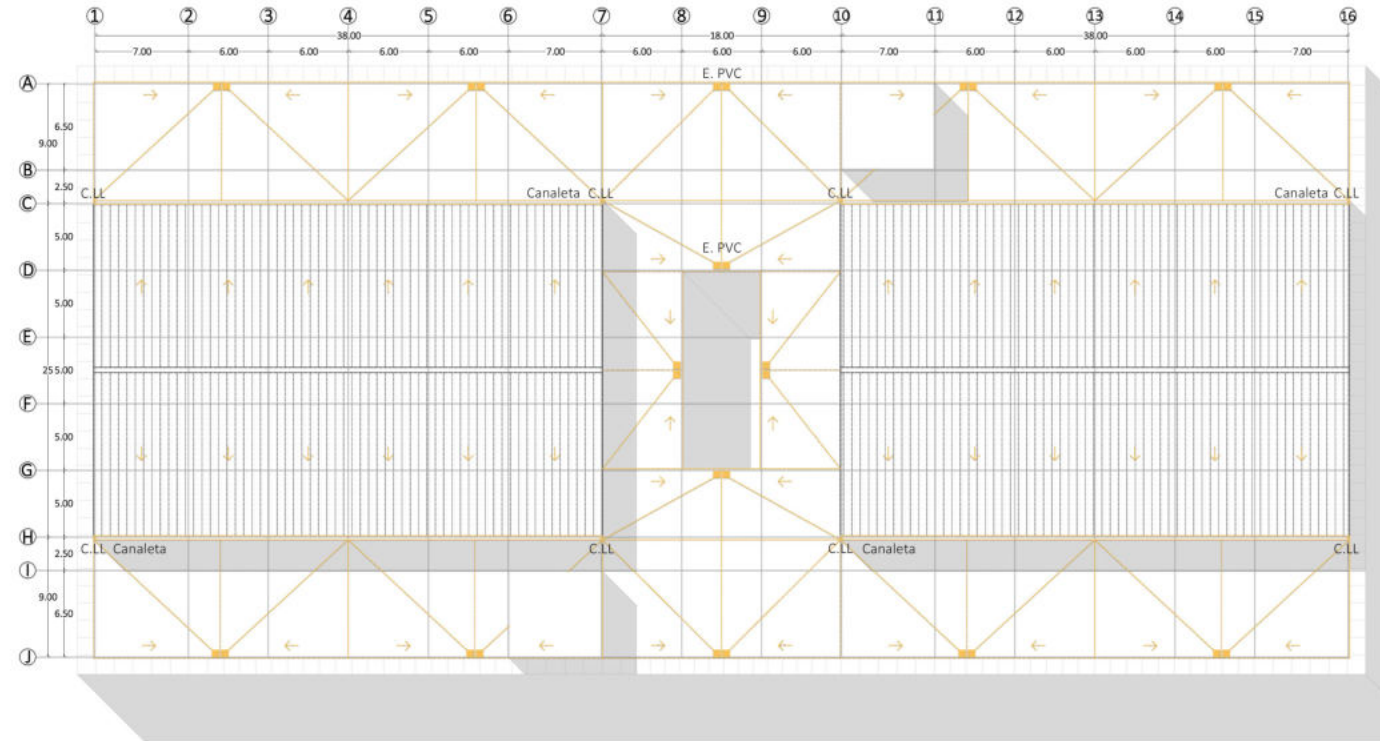 1 2 3 4 5 6 7 8 9 10 11 12 13 14 15 16
38.00 18.00 38.00
7.00 6.00 6.00 6.00 6.00 7.00 6.00 6.00 6.00 7.00 6.00 6.00 6.00 6.00 7.00
E. PVC
A
6.50
9.00
B
2.50
C.LL Canaleta C.LL C.LL Canaleta C.LL
C
5.00
E. PVC
D
5.00
E
25 5.00
F
5.00
G
5.00
H
C.LL Canaleta C.LL C.LL Canaleta C.LL
2.50
I
9.00
6.50
J